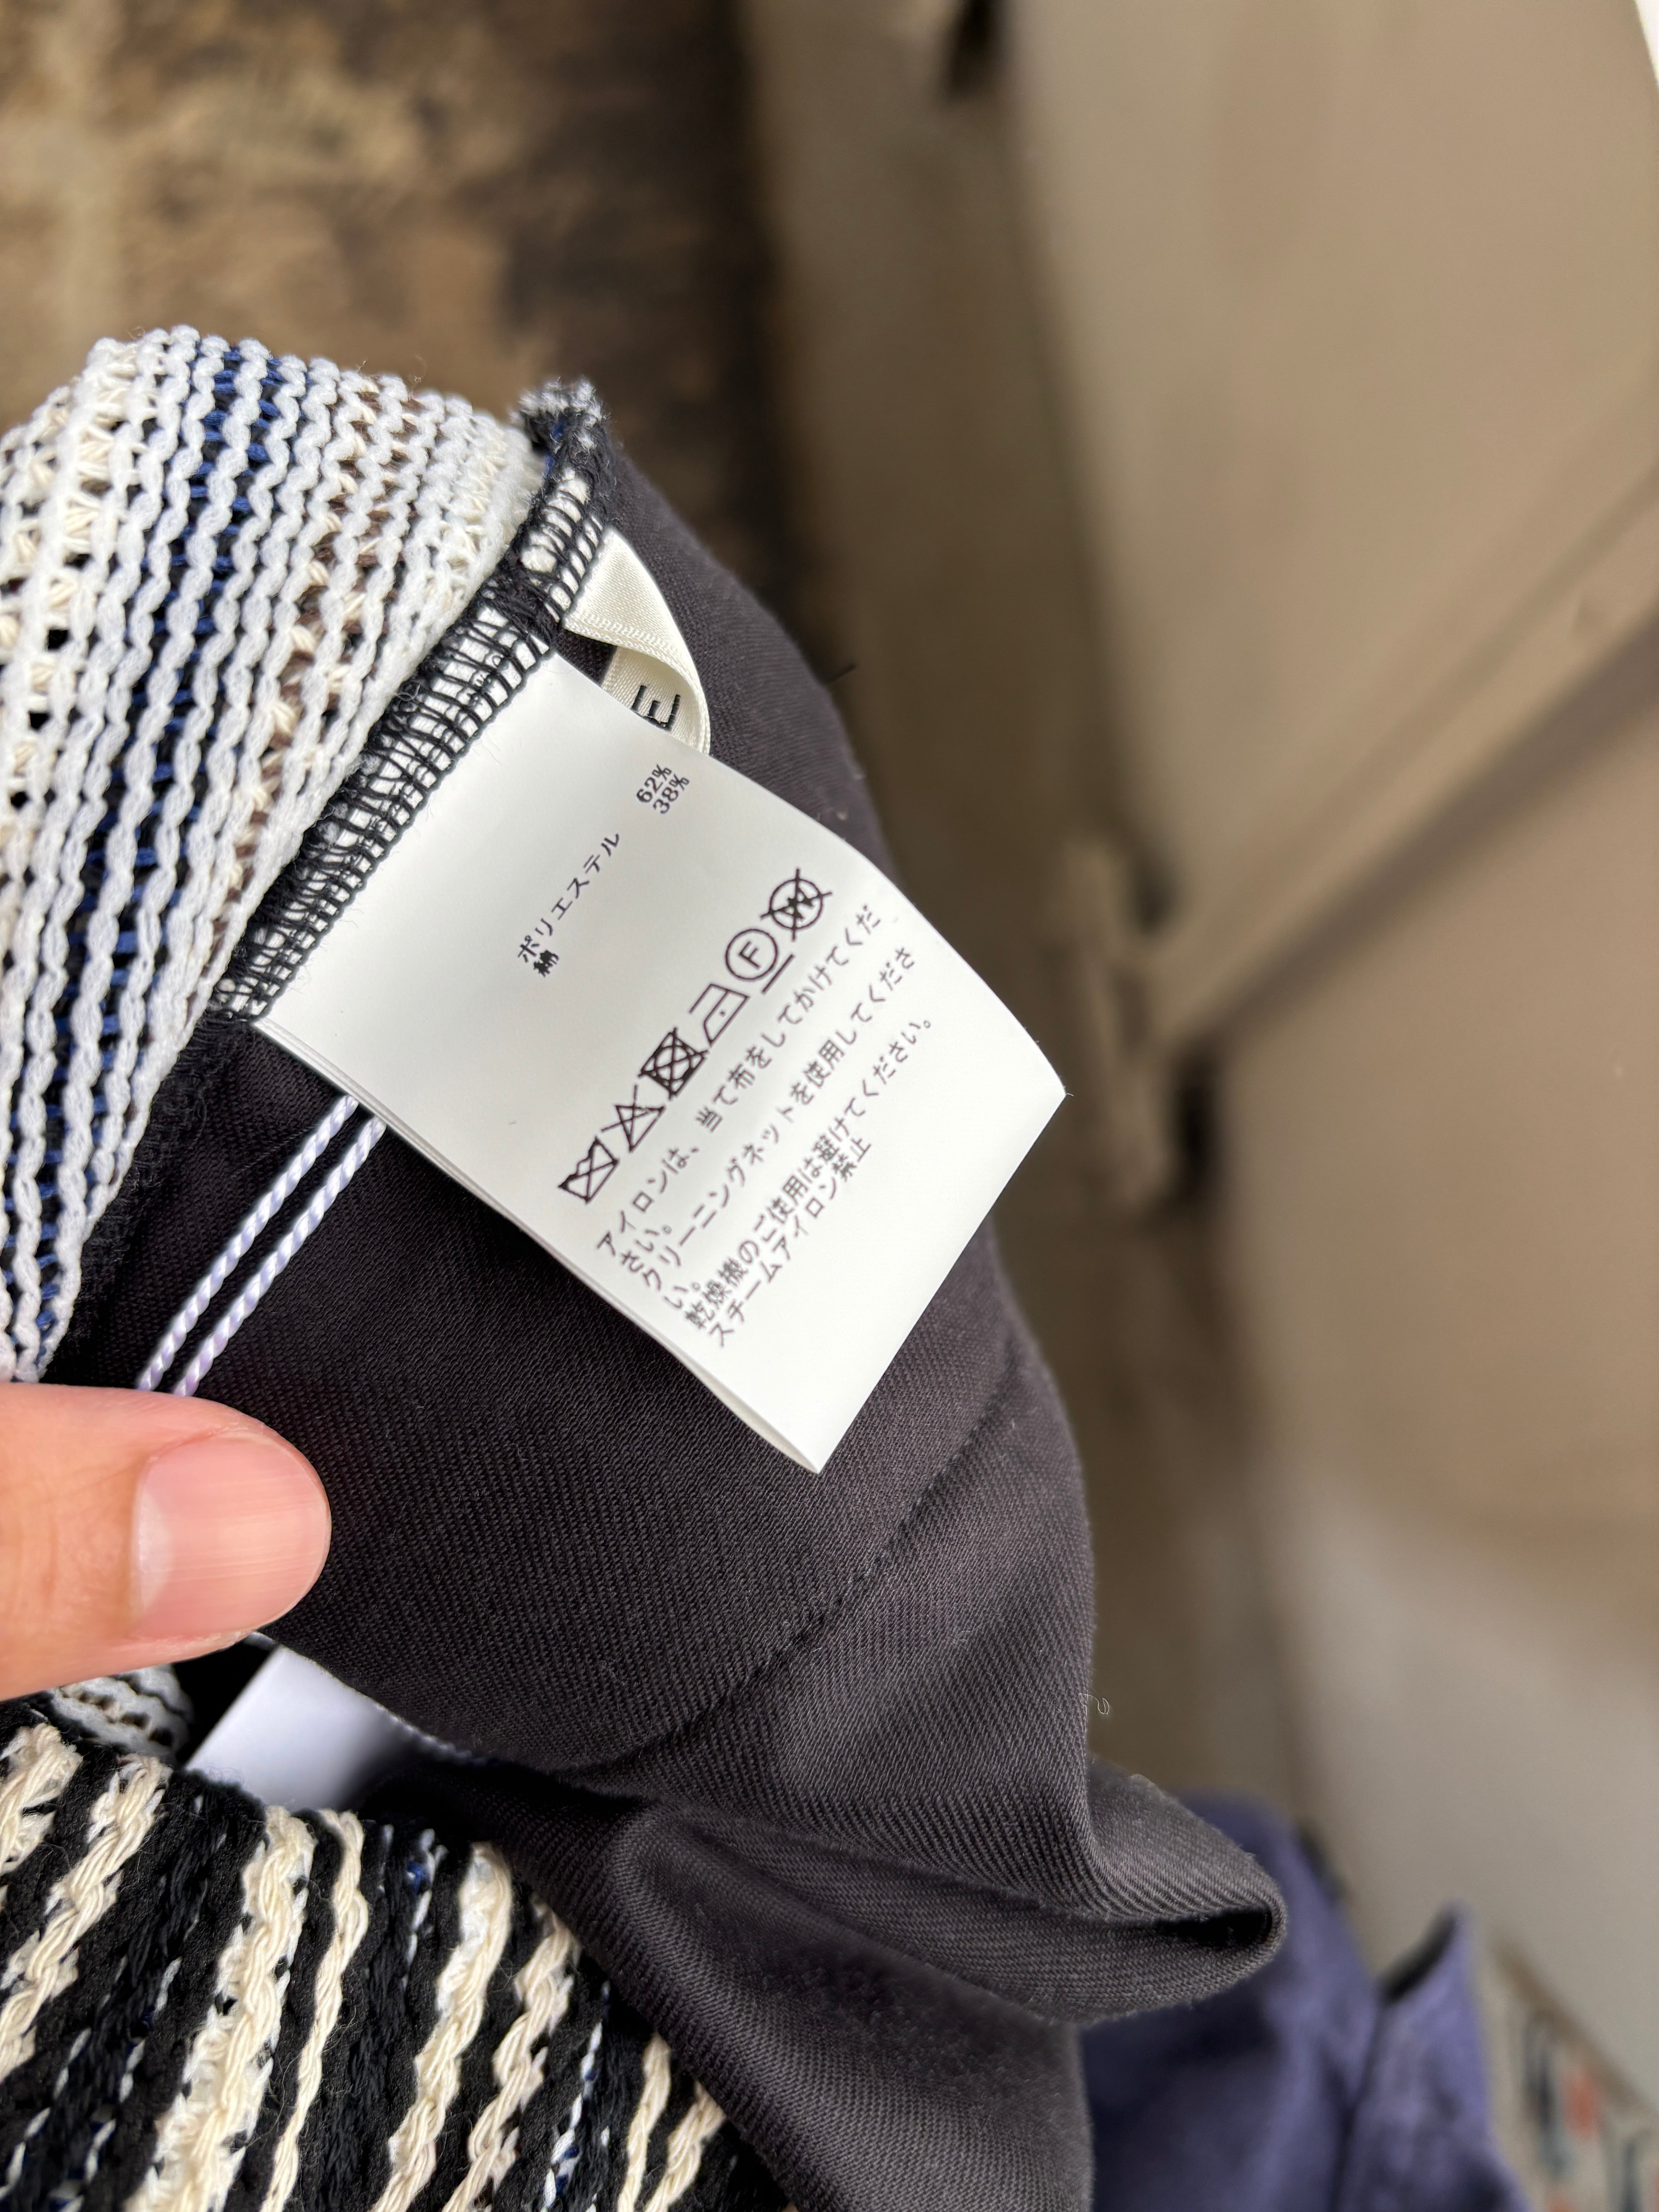 E
ポリエステル 62%
綿 38%
F W
アイロンは、当て布をしてかけてくだ
さい。
クリーニングネットを使用してくださ
い。
乾燥機のご使用は避けてください。
スチームアイロン禁止